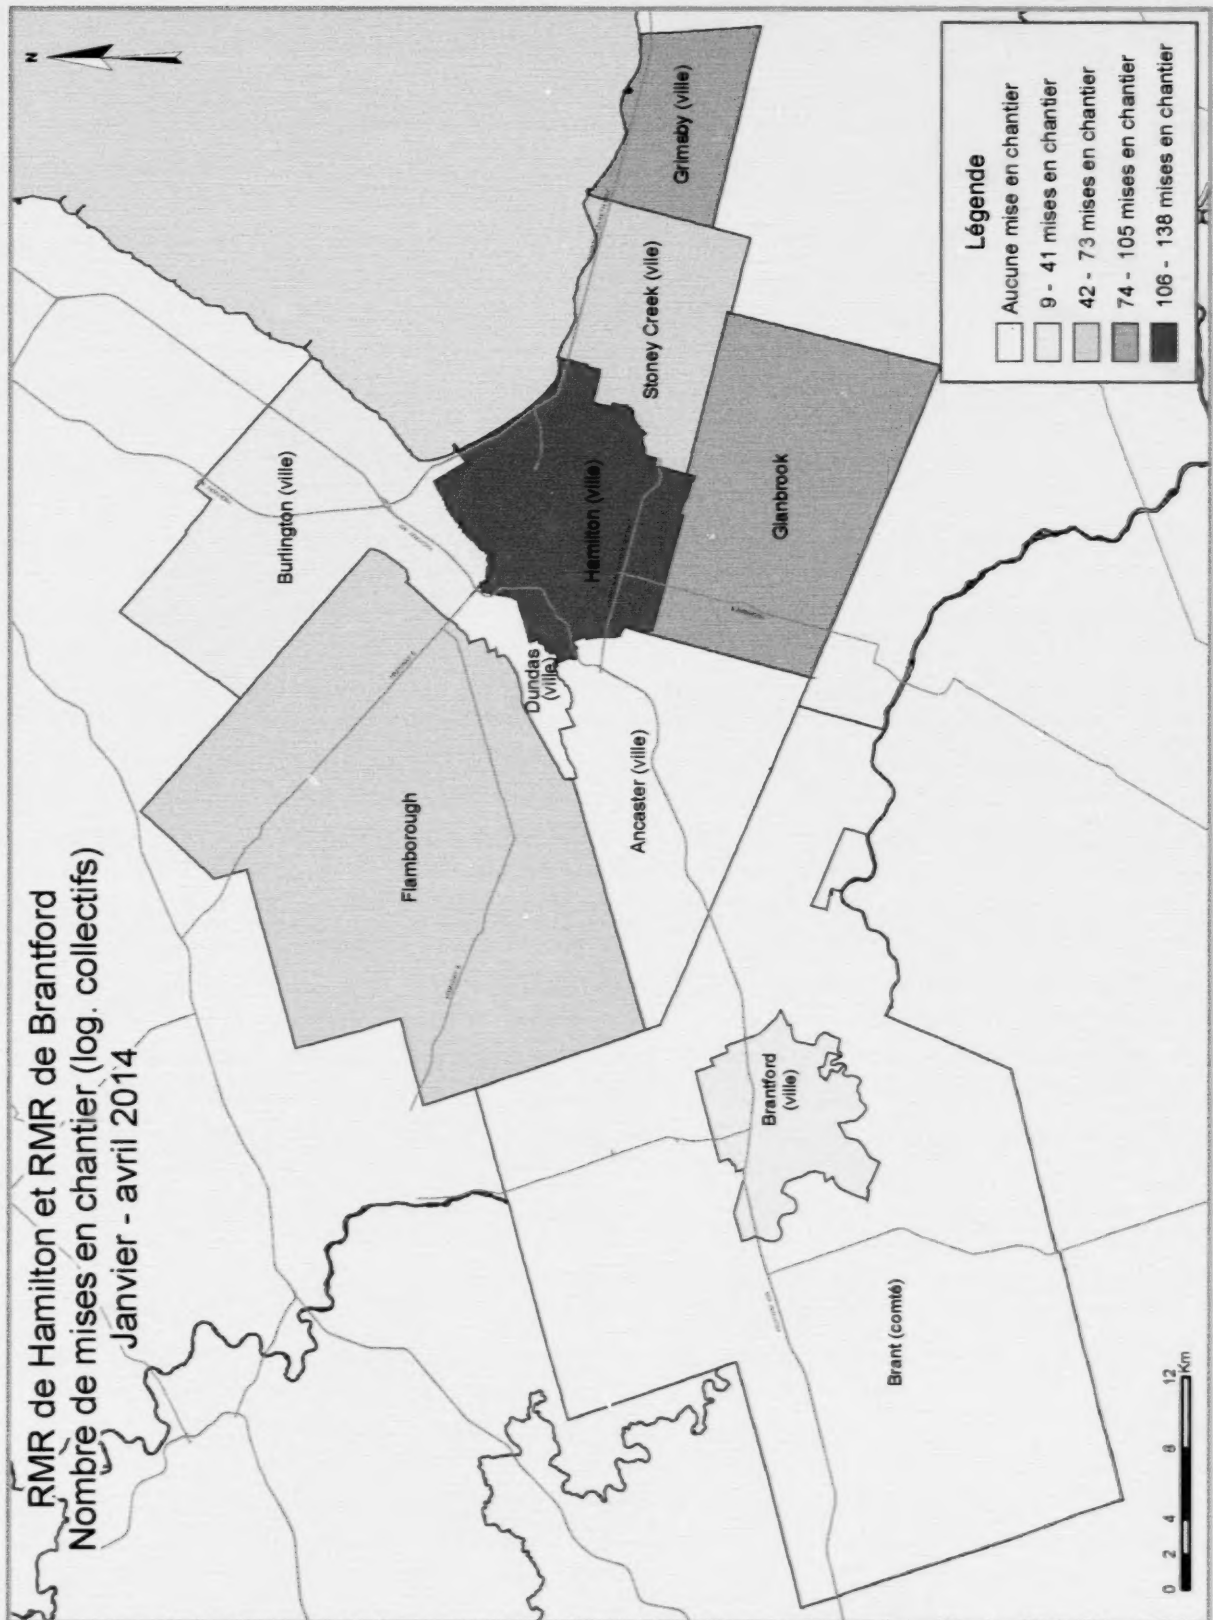 RMR de Hamilton et RMR de Brantford
Nombre de mises en chantier (log. collectifs)
Janvier - avril 2014
N
Burlington (ville)
Flamborough
Dundas
(ville)
Hamilton (ville)
Stoney Creek (ville)
Grimsby (ville)
Ancaster (ville)
Glanbrook
Brantford
(ville)
Brant (comté)
Légende
Aucune mise en chantier
9 - 41 mises en chantier
42 - 73 mises en chantier
74 - 105 mises en chantier
106 - 138 mises en chantier
0 2 4 8 12
Km